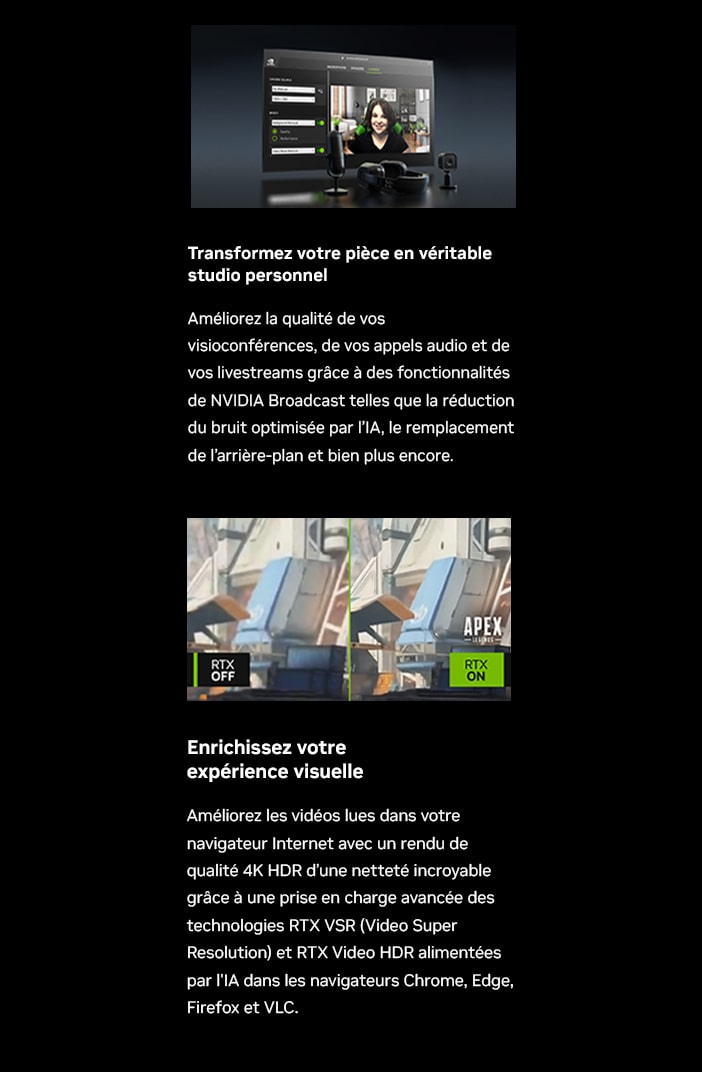 Transformez votre pièce en véritable
studio personnel
Améliorez la qualité de vos
visioconférences, de vos appels audio et de
vos livestreams grâce à des fonctionnalités
de NVIDIA Broadcast telles que la réduction
du bruit optimisée par l'IA, le remplacement
de l'arrière-plan et bien plus encore.
APEX
LEGENDS
RTX
OFF
RTX
ON
Enrichissez votre
expérience visuelle
Améliorez les vidéos lues dans votre
navigateur Internet avec un rendu de
qualité 4K HDR d'une netteté incroyable
grâce à une prise en charge avancée des
technologies RTX VSR (Video Super
Resolution) et RTX Video HDR alimentées
par l'IA dans les navigateurs Chrome, Edge,
Firefox et VLC.